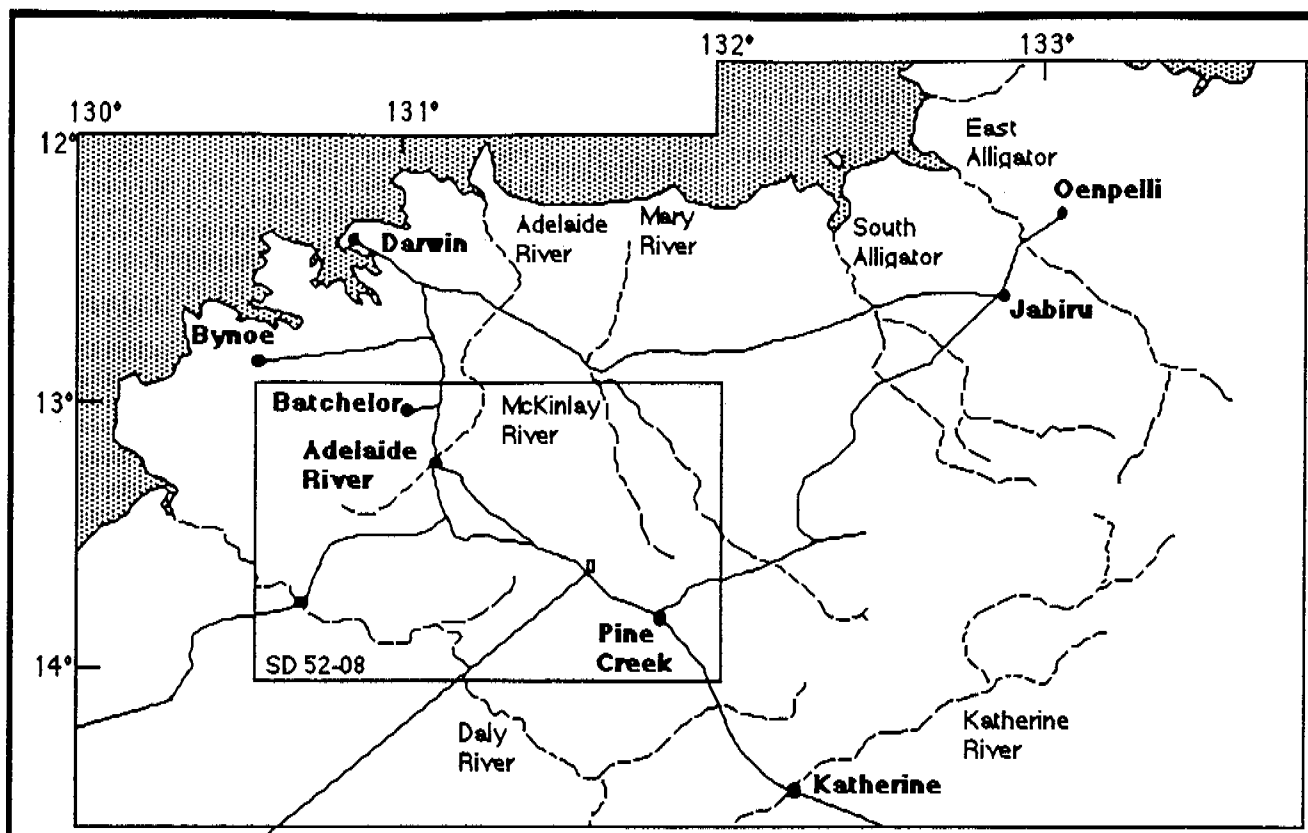 132°
133°
130°
131°
12°
East
Alligator
Oenpelli
Adelaide
River
Mary
River
South
Alligator
Darwin
Jabiru
Bynoe
13°
Batchelor
McKinlay
River
Adelaide
River
Pine
Creek
14°
SD 52-08
Daly
River
Katherine
River
Katherine